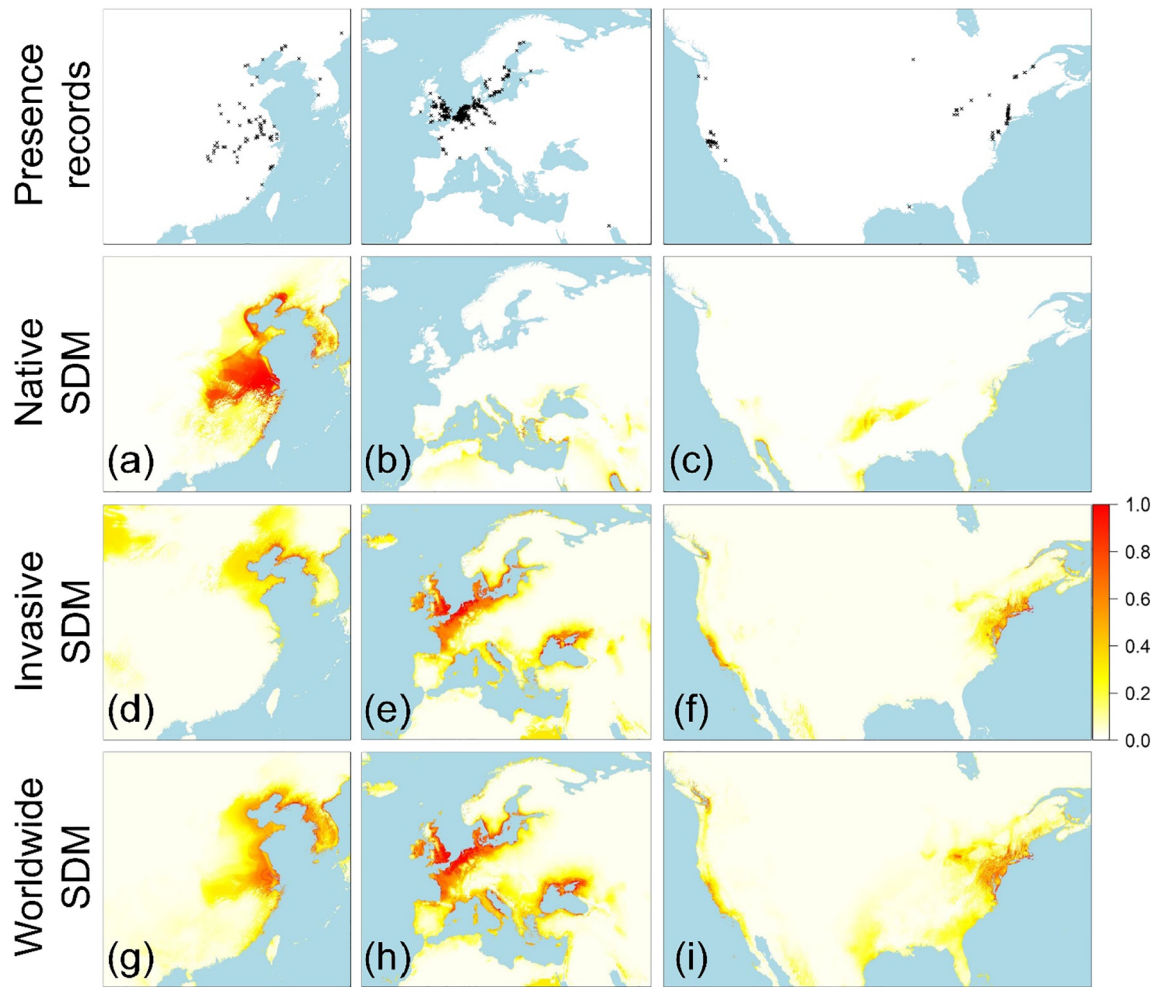 Presence
records
Native
SDM
(a)
(b)
(c)
Invasive
SDM
(d)
(e)
(f)
1.0
0.8
0.6
0.4
0.2
0.0
Worldwide
SDM
(g)
(h)
(i)